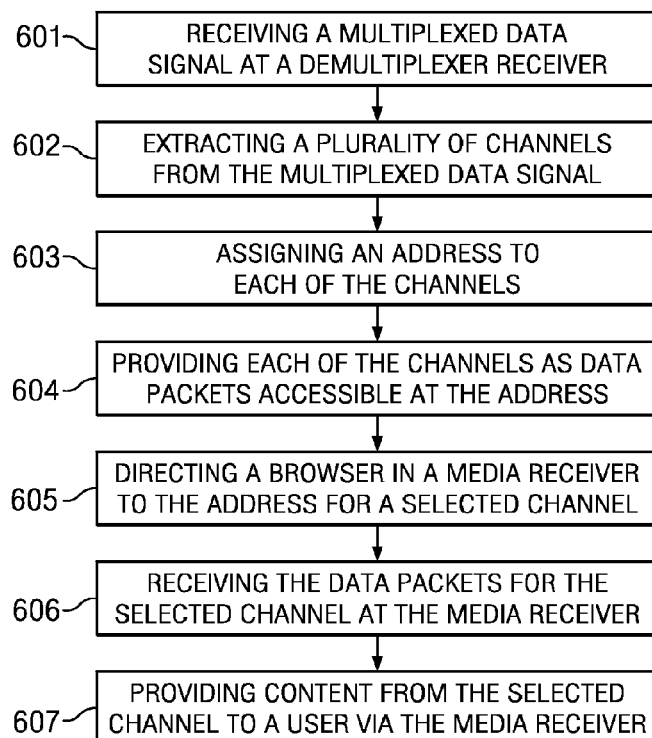 601
RECEIVING A MULTIPLEXED DATA
SIGNAL AT A DEMULTIPLEXER RECEIVER
602
EXTRACTING A PLURALITY OF CHANNELS
FROM THE MULTIPLEXED DATA SIGNAL
603
ASSIGNING AN ADDRESS TO
EACH OF THE CHANNELS
604
PROVIDING EACH OF THE CHANNELS AS DATA
PACKETS ACCESSIBLE AT THE ADDRESS
605
DIRECTING A BROWSER IN A MEDIA RECEIVER
TO THE ADDRESS FOR A SELECTED CHANNEL
606
RECEIVING THE DATA PACKETS FOR THE
SELECTED CHANNEL AT THE MEDIA RECEIVER
607
PROVIDING CONTENT FROM THE SELECTED
CHANNEL TO A USER VIA THE MEDIA RECEIVER